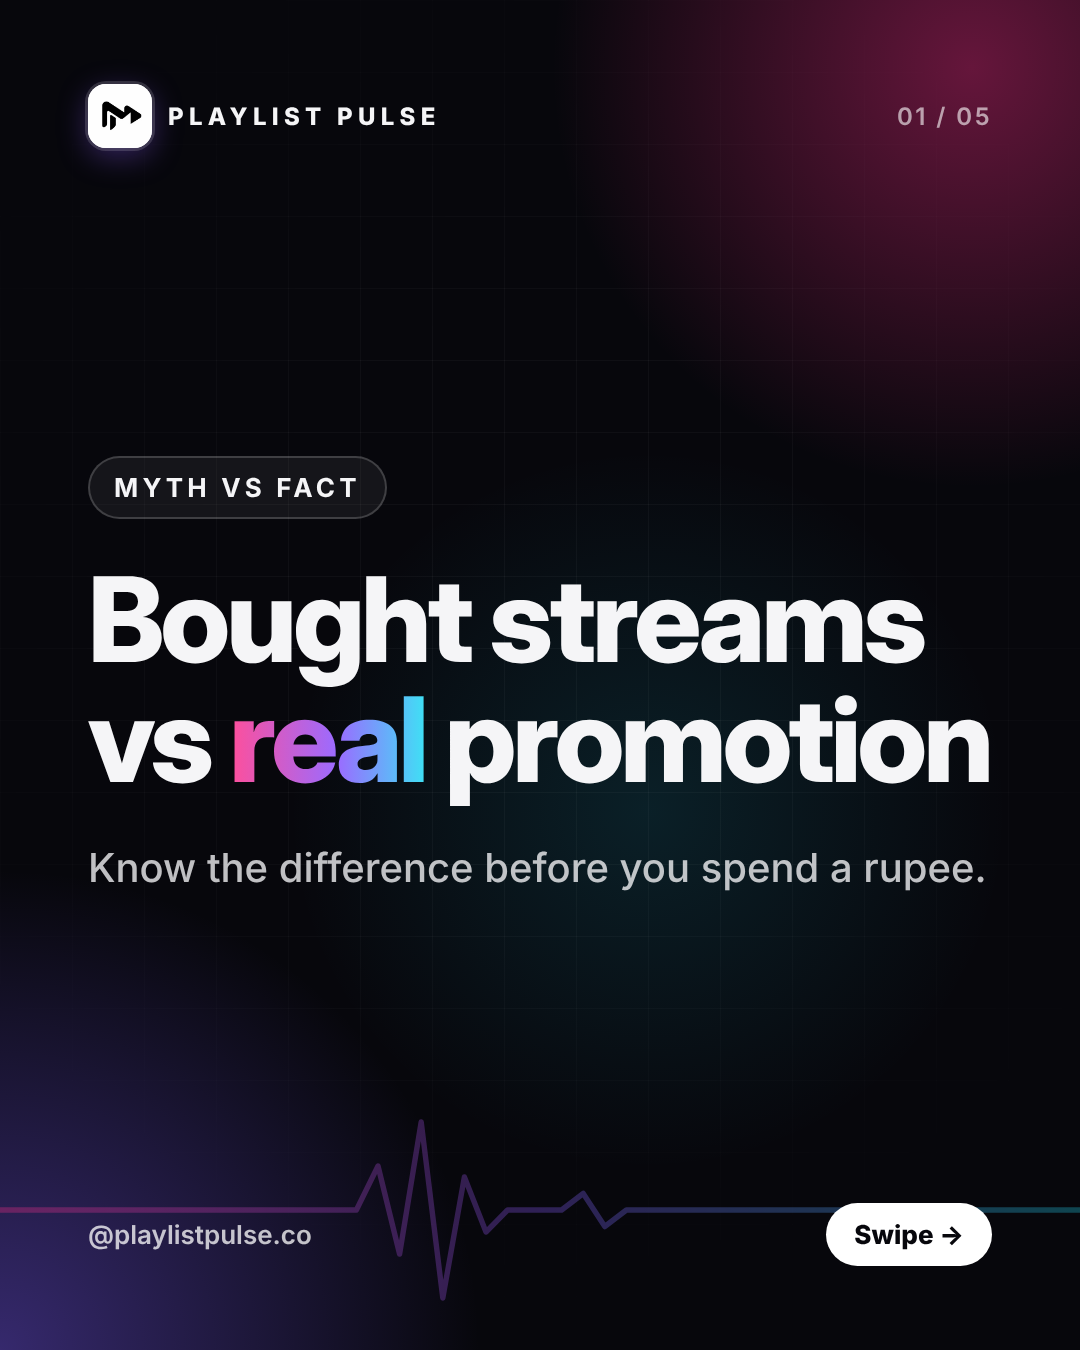 PLAYLIST PULSE
01 / 05
MYTH VS FACT
Bought streams
vs real promotion
Know the difference before you spend a rupee.
@playlistpulse.co
Swipe →